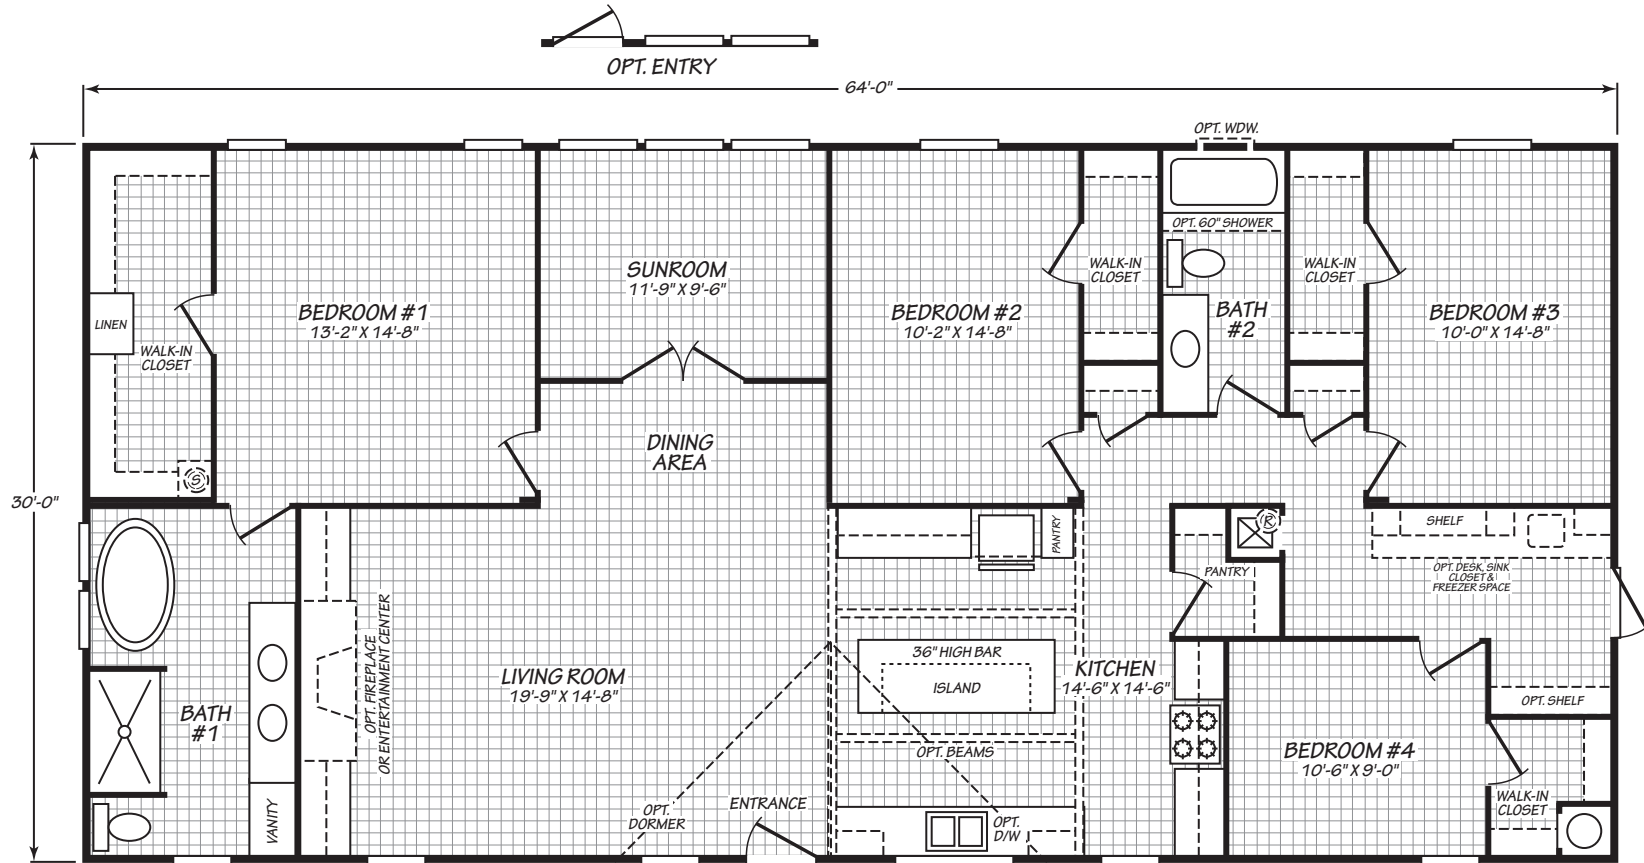 OPT. ENTRY
64'-0"
30'-0"
OPT. WDW.
OPT. 60" SHOWER
SUNROOM
11'-9" X 9'-6"
BEDROOM #1
13'-2" X 14'-8"
LINEN
WALK-IN
CLOSET
S
BEDROOM #2
10'-2" X 14'-8"
WALK-IN
CLOSET
BATH
#2
WALK-IN
CLOSET
BEDROOM #3
10'-0" X 14'-8"
DINING
AREA
PANTRY
PANTRY
R
SHELF
OPT. DESK, SINK
CLOSET &
FREEZER SPACE
OPT. FIREPLACE
OR ENTERTAINMENT CENTER
LIVING ROOM
19'-9" X 14'-8"
36" HIGH BAR
ISLAND
KITCHEN
14'-6" X 14'-6"
OPT. SHELF
BATH
#1
OPT. BEAMS
BEDROOM #4
10'-6" X 9'-0"
VANITY
OPT.
DORMER
ENTRANCE
OPT.
D/W
WALK-IN
CLOSET